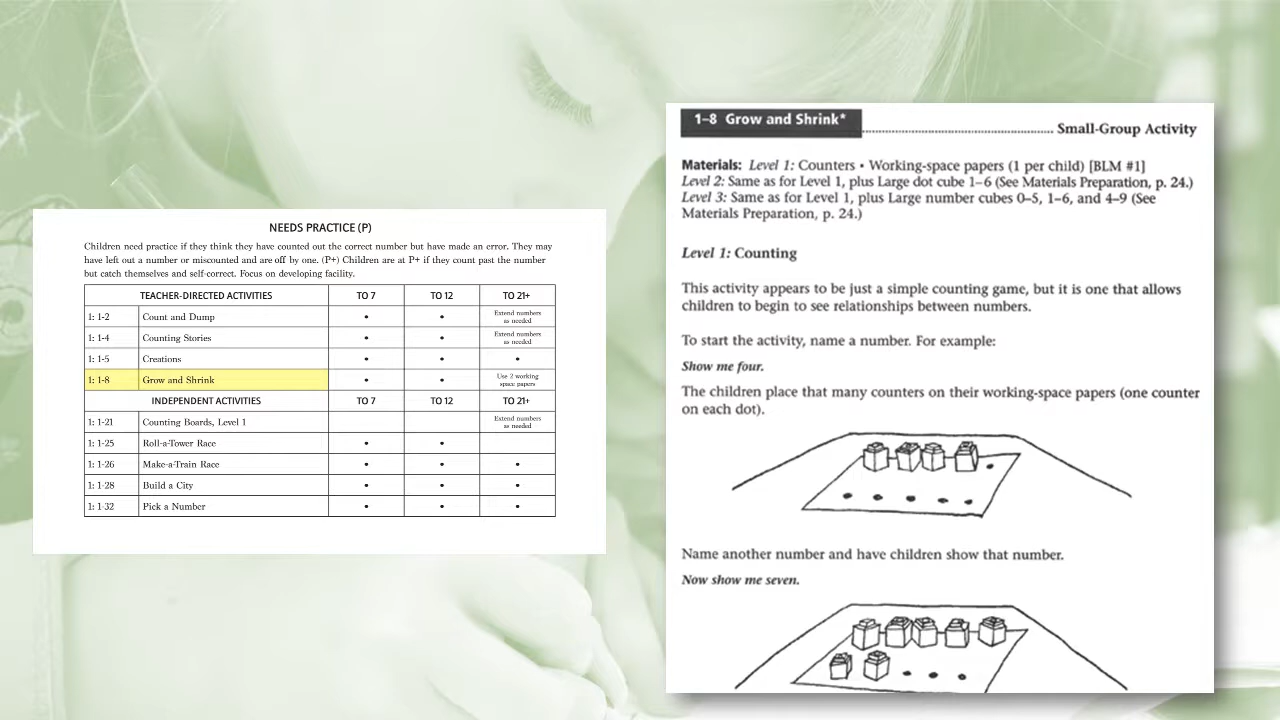 NEEDS PRACTICE (P)
Children need practice if they think they have counted out the correct number but have made an error. They may
have left out a number or miscounted and are off by one. (P+) Children are at P+ if they count past the number
but catch themselves and self-correct. Focus on developing facility.
TEACHER-DIRECTED ACTIVITIES TO 7 TO 12 TO 21+
1: 1-2 Count and Dump • • Extend numbers
as needed
1: 1-4 Counting Stories • • Extend numbers
as needed
1: 1-5 Creations • • •
1: 1-8 Grow and Shrink • • Use 2 working
space papers
INDEPENDENT ACTIVITIES TO 7 TO 12 TO 21+
1: 1-21 Counting Boards, Level 1 Extend numbers
as needed
1: 1-25 Roll-a-Tower Race • •
1: 1-26 Make-a-Train Race • • •
1: 1-28 Build a City • • •
1: 1-32 Pick a Number • • •
1–8 Grow and Shrink* ........................................................ Small-Group Activity
Materials: Level 1: Counters • Working-space papers (1 per child) [BLM #1]
Level 2: Same as for Level 1, plus Large dot cube 1–6 (See Materials Preparation, p. 24.)
Level 3: Same as for Level 1, plus Large number cubes 0–5, 1–6, and 4–9 (See
Materials Preparation, p. 24.)
Level 1: Counting
This activity appears to be just a simple counting game, but it is one that allows
children to begin to see relationships between numbers.
To start the activity, name a number. For example:
Show me four.
The children place that many counters on their working-space papers (one counter
on each dot).
Name another number and have children show that number.
Now show me seven.